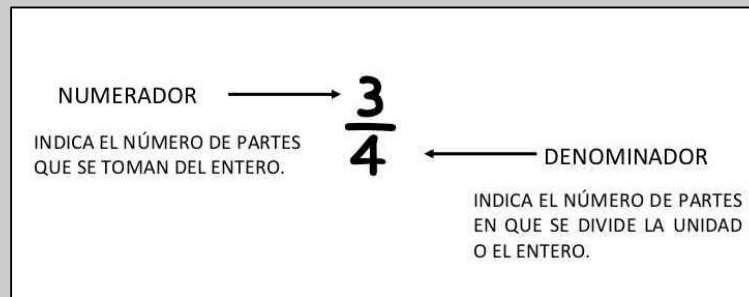 NUMERADOR
3
4
INDICA EL NÚMERO DE PARTES
QUE SE TOMAN DEL ENTERO.
DENOMINADOR
INDICA EL NÚMERO DE PARTES
EN QUE SE DIVIDE LA UNIDAD
O EL ENTERO.